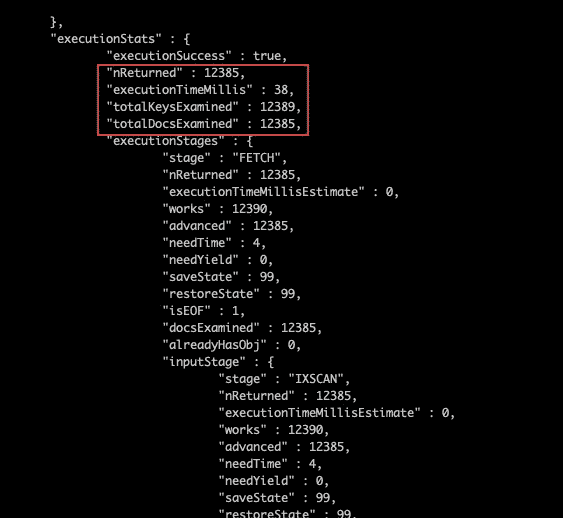 },
"executionStats" : {
"executionSuccess" : true,
"nReturned" : 12385,
"executionTimeMillis" : 38,
"totalKeysExamined" : 12389,
"totalDocsExamined" : 12385,
"executionStages" : {
"stage" : "FETCH",
"nReturned" : 12385,
"executionTimeMillisEstimate" : 0,
"works" : 12390,
"advanced" : 12385,
"needTime" : 4,
"needYield" : 0,
"saveState" : 99,
"restoreState" : 99,
"isEOF" : 1,
"docsExamined" : 12385,
"alreadyHasObj" : 0,
"inputStage" : {
"stage" : "IXSCAN",
"nReturned" : 12385,
"executionTimeMillisEstimate" : 0,
"works" : 12390,
"advanced" : 12385,
"needTime" : 4,
"needYield" : 0,
"saveState" : 99,
"restoreState" : 99,